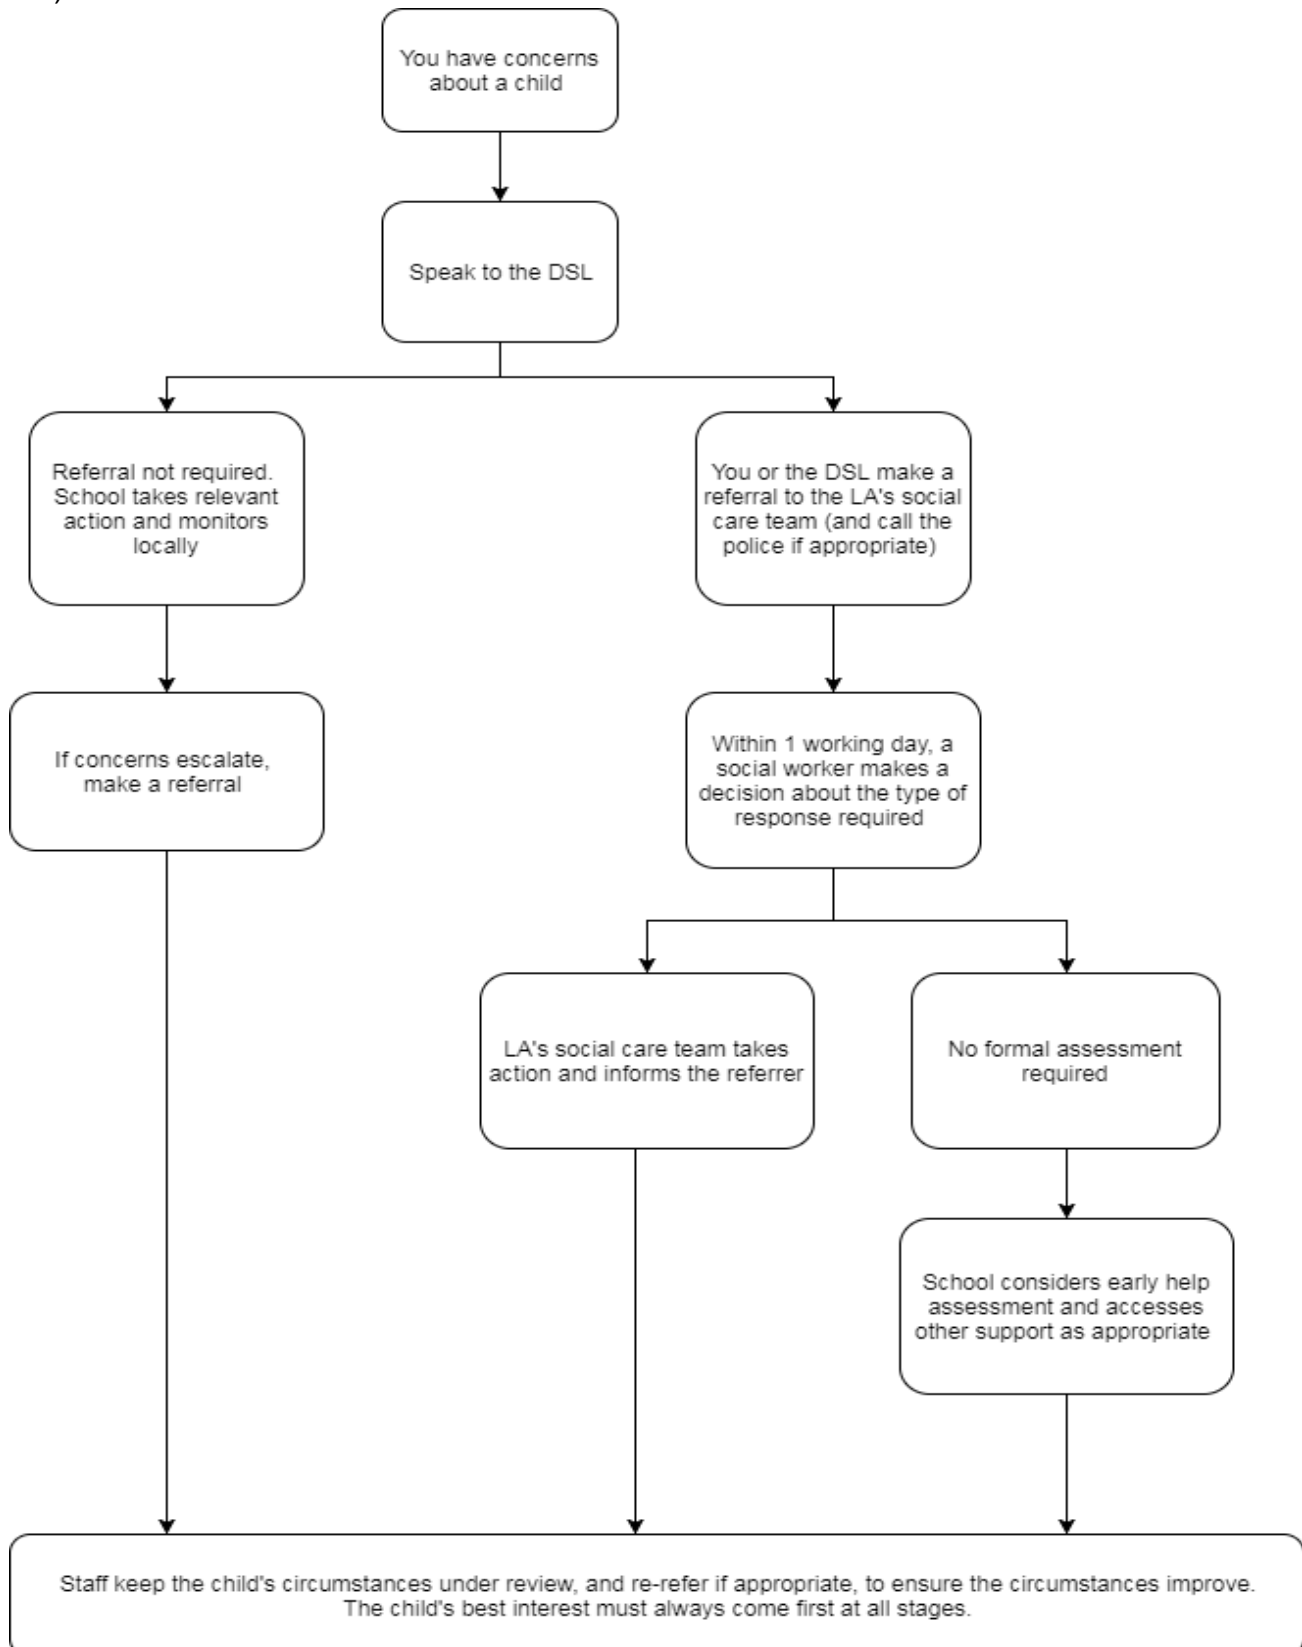 You have concerns
about a child
Speak to the DSL
Referral not required.
School takes relevant
action and monitors
locally
You or the DSL make a
referral to the LA's social
care team (and call the
police if appropriate)
If concerns escalate,
make a referral
Within 1 working day, a
social worker makes a
decision about the type of
response required
LA's social care team takes
action and informs the referrer
No formal assessment
required
School considers early help
assessment and accesses
other support as appropriate
Staff keep the child's circumstances under review, and re-refer if appropriate, to ensure the circumstances improve.
The child's best interest must always come first at all stages.